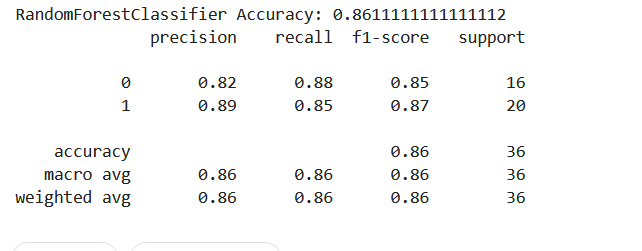 RandomForestClassifier Accuracy: 0.8611111111111112
precision recall f1-score support
0 0.82 0.88 0.85 16
1 0.89 0.85 0.87 20
accuracy 0.86 36
macro avg 0.86 0.86 0.86 36
weighted avg 0.86 0.86 0.86 36